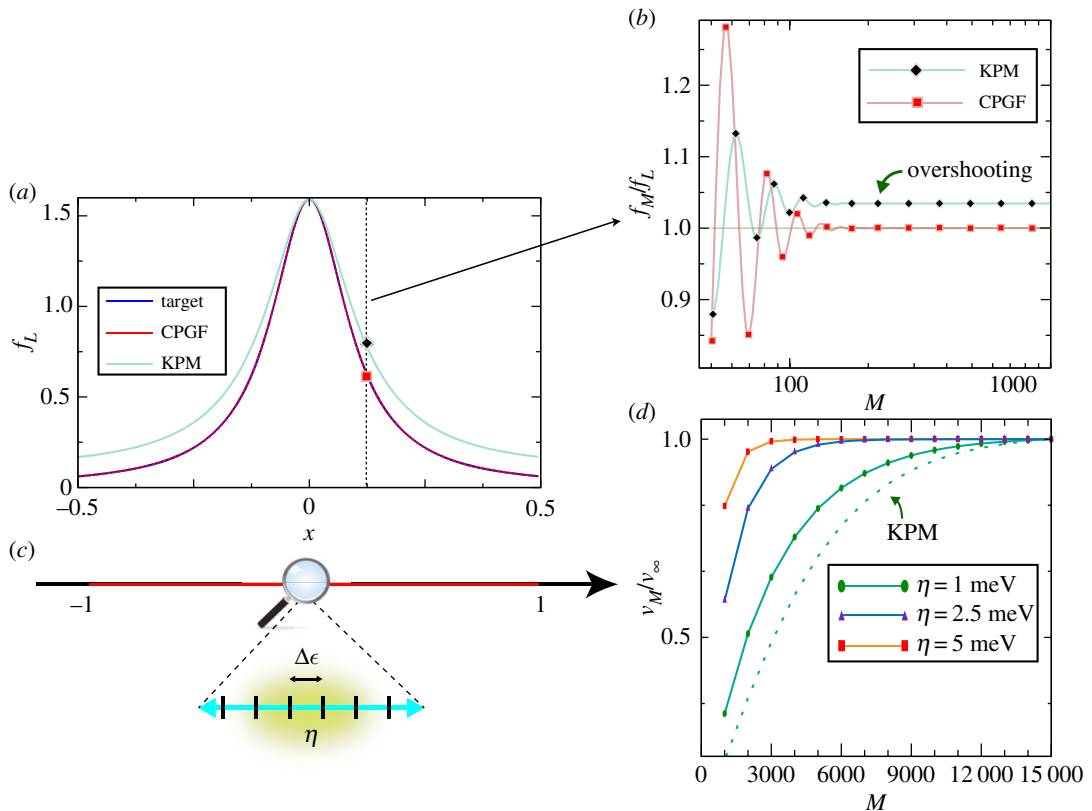 (a)
1.5
1.0
0.5
0
f_L
target
CPGF
KPM
−0.5
0
0.5
x
(b)
1.2
1.1
1.0
0.9
f_M/f_L
KPM
CPGF
overshooting
100
1000
M
(c)
−1
1
Δϵ
η
(d)
1.0
0.5
ν_M/ν_∞
KPM
η = 1 meV
η = 2.5 meV
η = 5 meV
0
3000
6000
9000
12 000
15 000
M